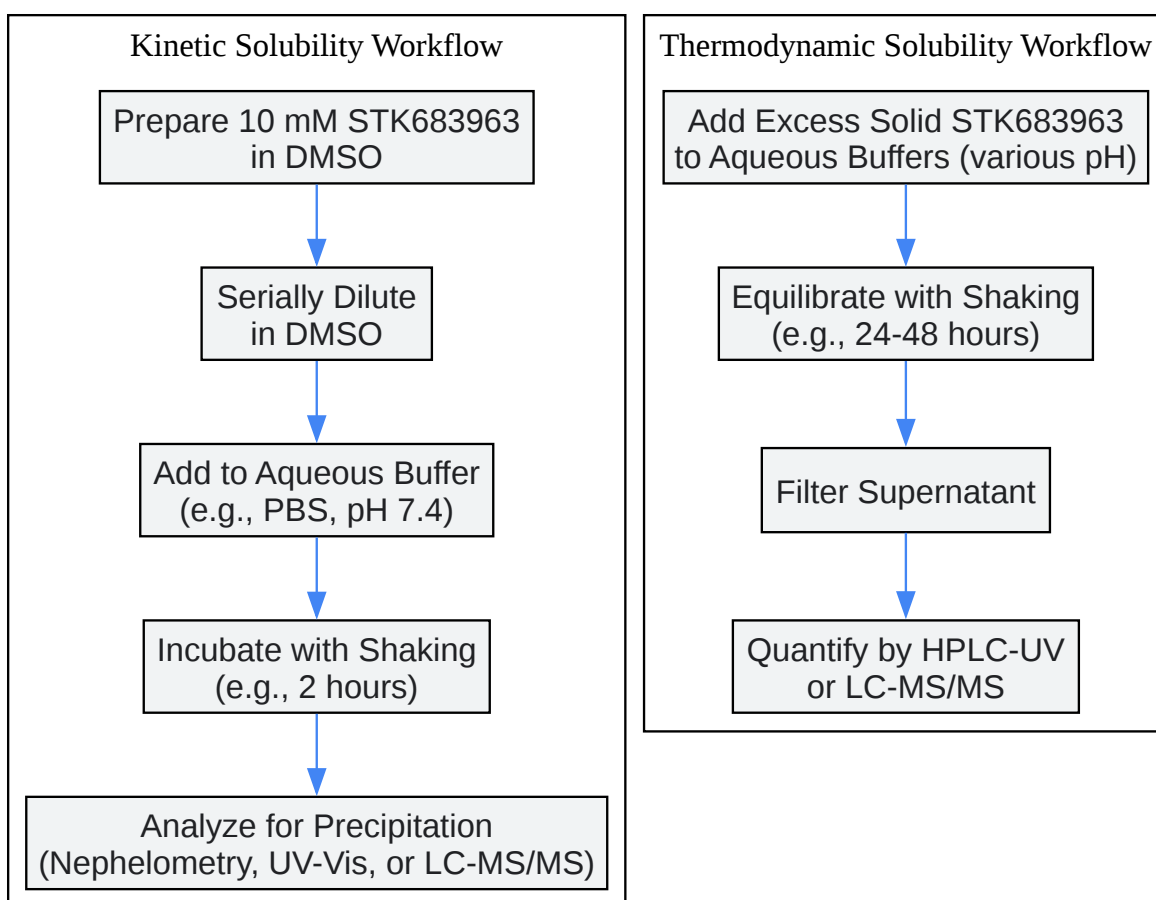 Kinetic Solubility Workflow
Prepare 10 mM STK683963
in DMSO
Serially Dilute
in DMSO
Add to Aqueous Buffer
(e.g., PBS, pH 7.4)
Incubate with Shaking
(e.g., 2 hours)
Analyze for Precipitation
(Nephelometry, UV-Vis, or LC-MS/MS)
Thermodynamic Solubility Workflow
Add Excess Solid STK683963
to Aqueous Buffers (various pH)
Equilibrate with Shaking
(e.g., 24-48 hours)
Filter Supernatant
Quantify by HPLC-UV
or LC-MS/MS